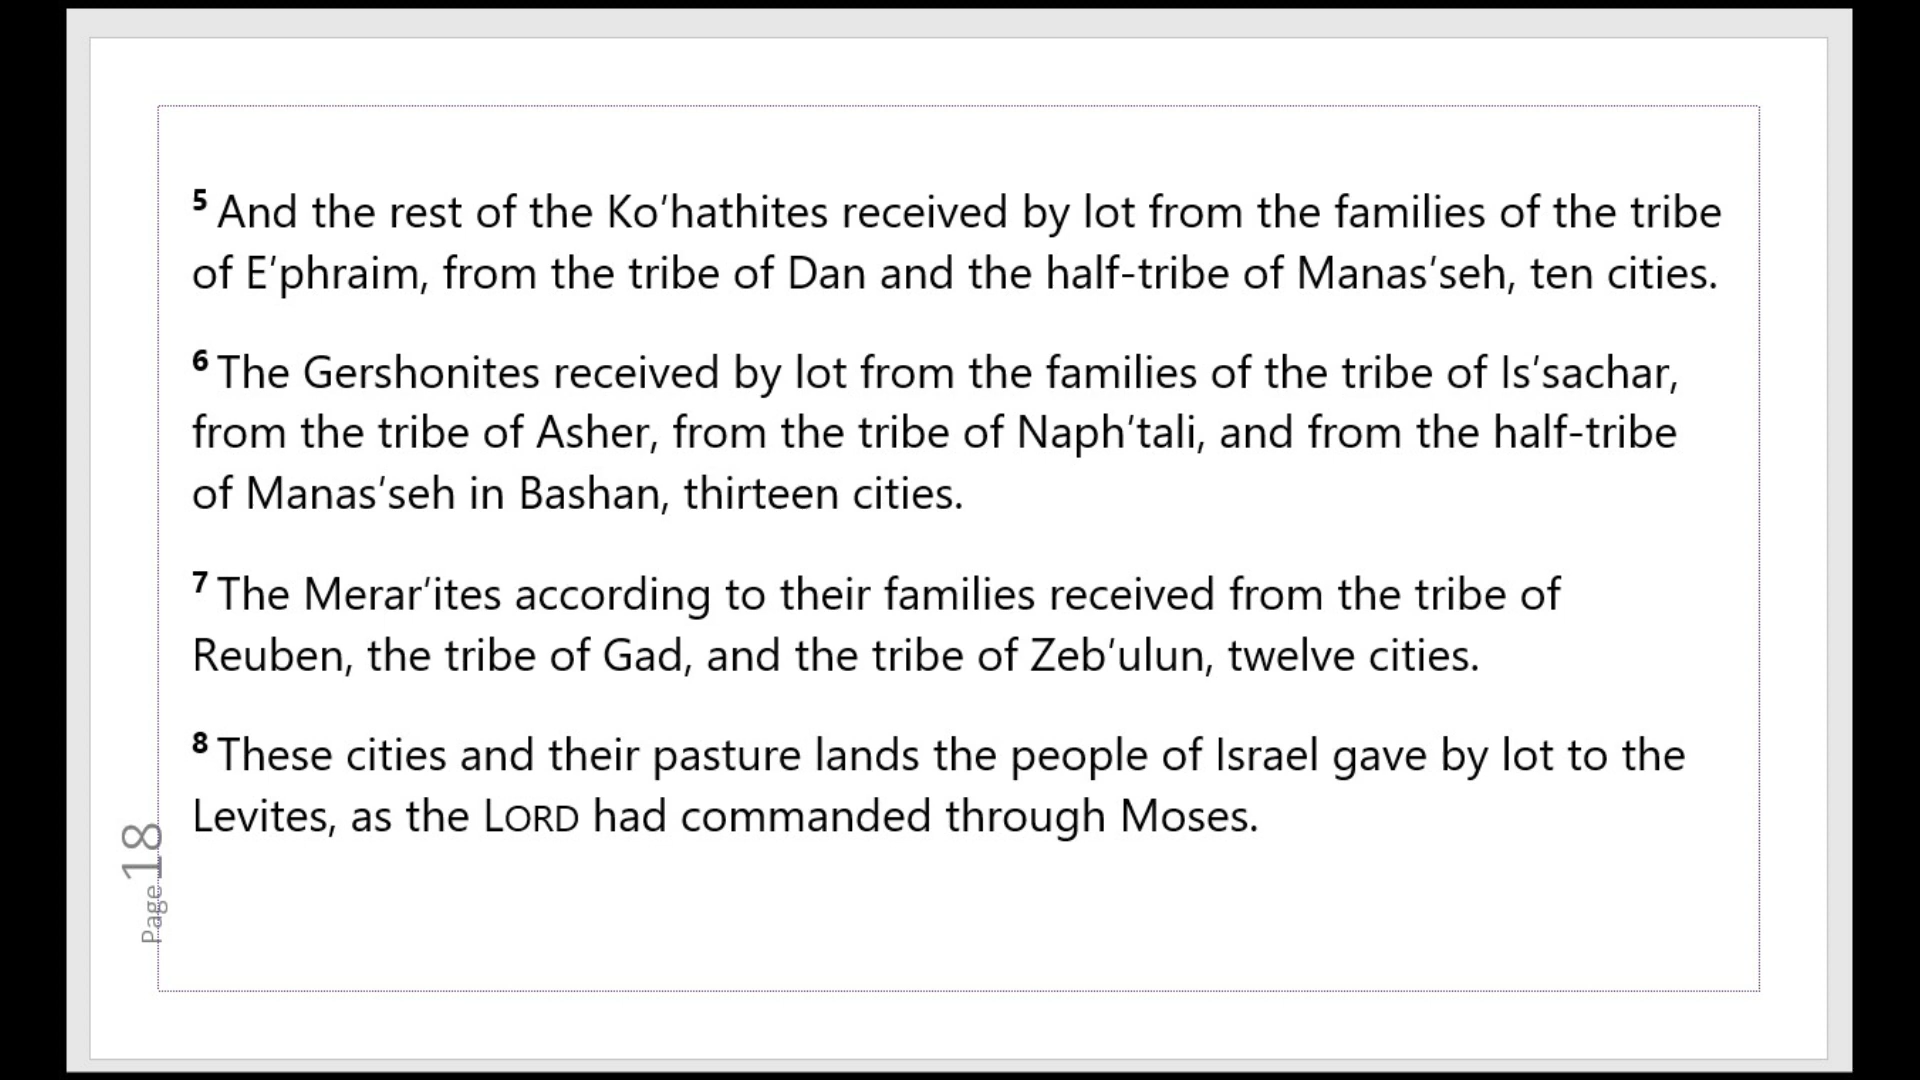 5 And the rest of the Ko′hathites received by lot from the families of the tribe
of E′phraim, from the tribe of Dan and the half-tribe of Manas′seh, ten cities.
6 The Gershonites received by lot from the families of the tribe of Is′sachar,
from the tribe of Asher, from the tribe of Naph′tali, and from the half-tribe
of Manas′seh in Bashan, thirteen cities.
7 The Merar′ites according to their families received from the tribe of
Reuben, the tribe of Gad, and the tribe of Zeb′ulun, twelve cities.
8 These cities and their pasture lands the people of Israel gave by lot to the
Levites, as the LORD had commanded through Moses.
Page 18